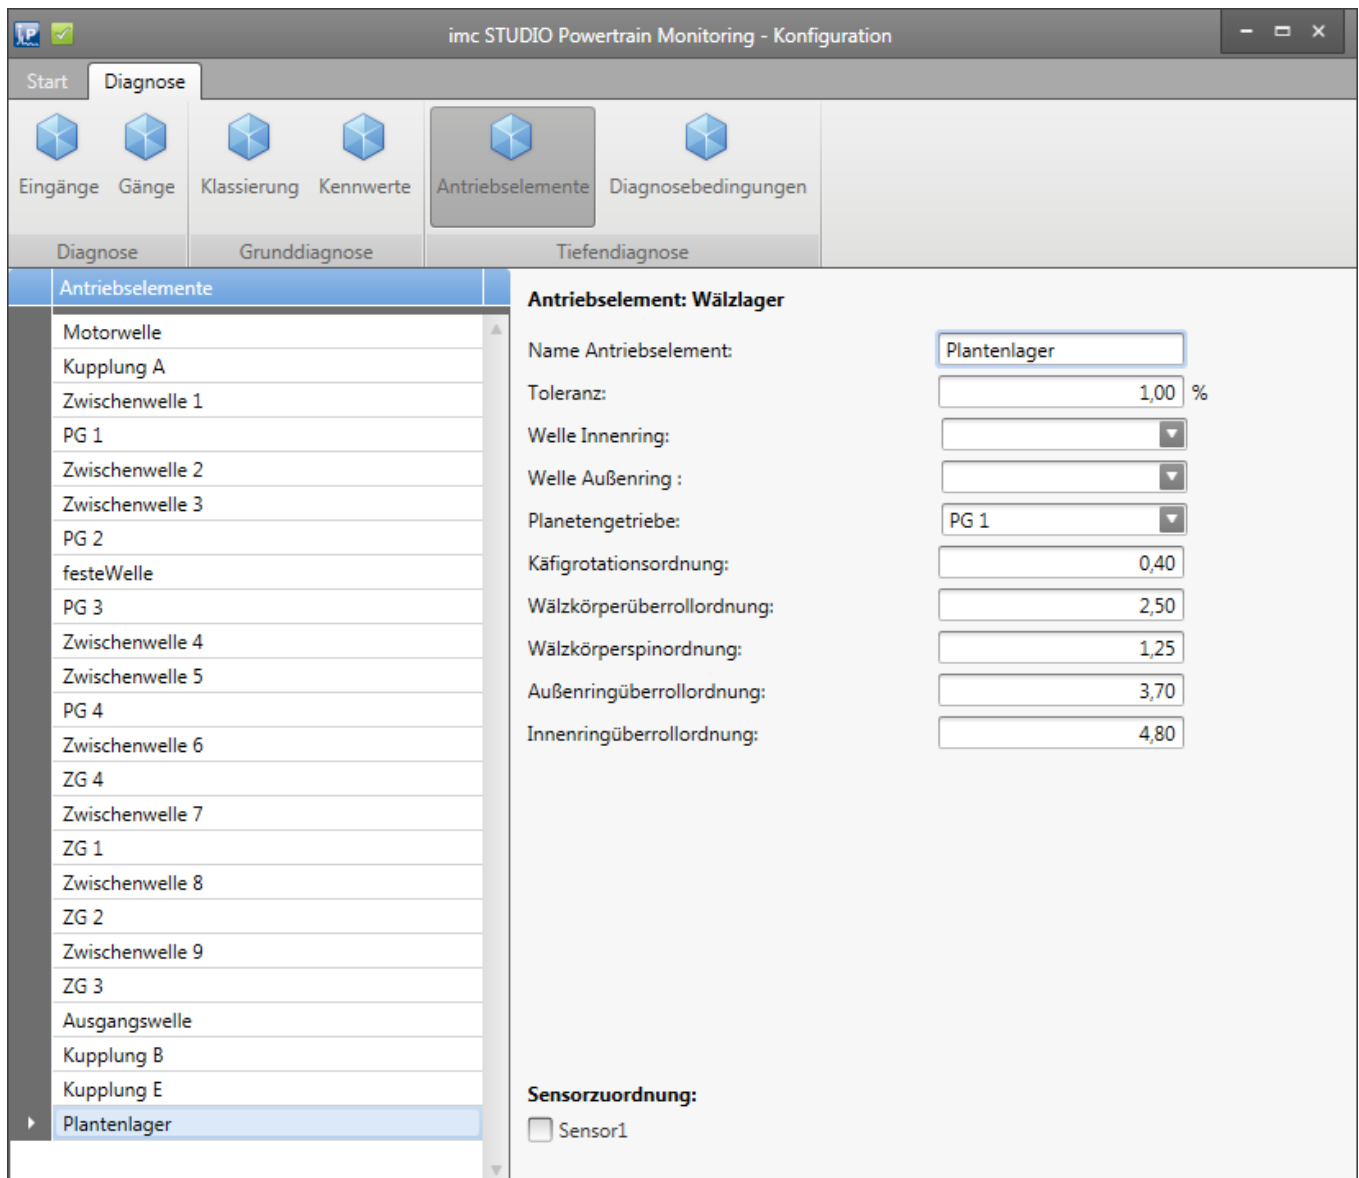 imc STUDIO Powertrain Monitoring - Konfiguration
Start Diagnose
Eingänge Gänge Klassierung Kennwerte Antriebselemente Diagnosebedingungen
Diagnose Grunddiagnose Tiefendiagnose
Antriebselemente
Motorwelle
Kupplung A
Zwischenwelle 1
PG 1
Zwischenwelle 2
Zwischenwelle 3
PG 2
festeWelle
PG 3
Zwischenwelle 4
Zwischenwelle 5
PG 4
Zwischenwelle 6
ZG 4
Zwischenwelle 7
ZG 1
Zwischenwelle 8
ZG 2
Zwischenwelle 9
ZG 3
Ausgangswelle
Kupplung B
Kupplung E
Plantenlager
Antriebselement: Wälzlager
Name Antriebselement: Plantenlager
Toleranz: 1,00 %
Welle Innenring:
Welle Außenring :
Planetengetriebe: PG 1
Käfigrotationsordnung: 0,40
Wälzkörperüberrollordnung: 2,50
Wälzkörperspinordnung: 1,25
Außenringüberrollordnung: 3,70
Innenringüberrollordnung: 4,80
Sensorzuordnung:
Sensor1